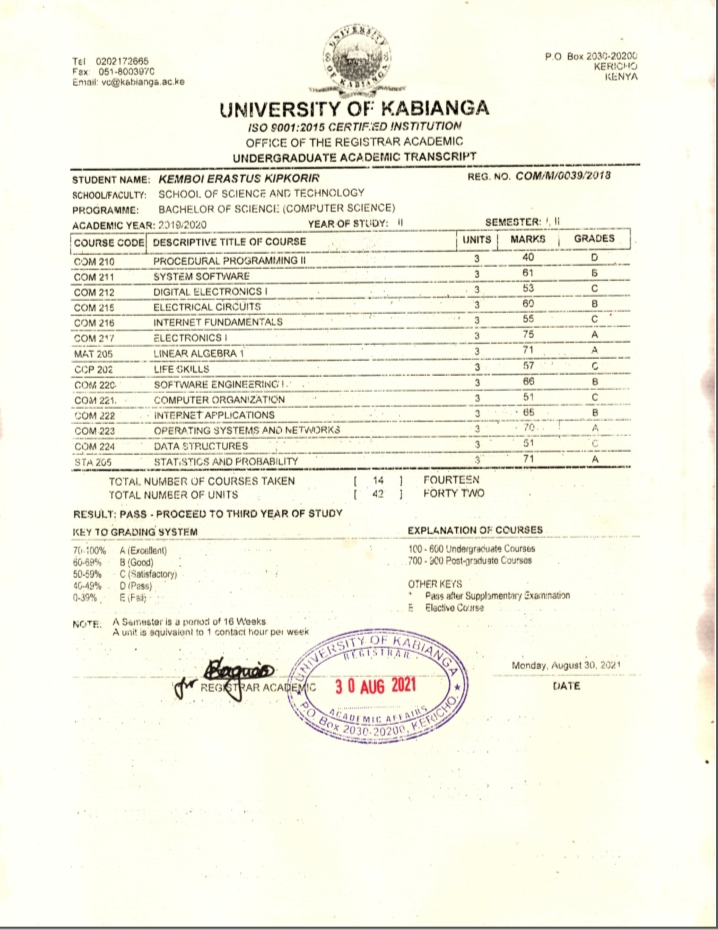 Tel 0202172665
Fax 051-8003970
Email: vc@kabianga.ac.ke
P.O Box 2030-20200
KERICHO
KENYA
UNIVERSITY OF KABIANGA
UNIVERSITY OF KABIANGA
ISO 9001:2015 CERTIFIED INSTITUTION
OFFICE OF THE REGISTRAR ACADEMIC
UNDERGRADUATE ACADEMIC TRANSCRIPT
STUDENT NAME: KEMBOI ERASTUS KIPKORIR REG. NO. COM/M/0039/2018
SCHOOL/FACULTY: SCHOOL OF SCIENCE AND TECHNOLOGY
PROGRAMME: BACHELOR OF SCIENCE (COMPUTER SCIENCE)
ACADEMIC YEAR: 2019/2020 YEAR OF STUDY: II SEMESTER: I, II
COURSE CODE DESCRIPTIVE TITLE OF COURSE UNITS MARKS GRADES
COM 210 PROCEDURAL PROGRAMMING II 3 40 D
COM 211 SYSTEM SOFTWARE 3 61 B
COM 212 DIGITAL ELECTRONICS I 3 53 C
COM 215 ELECTRICAL CIRCUITS 3 60 B
COM 216 INTERNET FUNDAMENTALS 3 55 C
COM 217 ELECTRONICS I 3 75 A
MAT 205 LINEAR ALGEBRA 1 3 71 A
CCP 202 LIFE SKILLS 3 57 C
COM 220 SOFTWARE ENGINEERING I 3 66 B
COM 221 COMPUTER ORGANIZATION 3 51 C
COM 222 INTERNET APPLICATIONS 3 65 B
COM 223 OPERATING SYSTEMS AND NETWORKS 3 70 A
COM 224 DATA STRUCTURES 3 51 C
STA 205 STATISTICS AND PROBABILITY 3 71 A
TOTAL NUMBER OF COURSES TAKEN [ 14 ] FOURTEEN
TOTAL NUMBER OF UNITS [ 42 ] FORTY TWO
RESULT: PASS - PROCEED TO THIRD YEAR OF STUDY
KEY TO GRADING SYSTEM
70-100% A (Excellent)
60-69% B (Good)
50-59% C (Satisfactory)
40-49% D (Pass)
0-39% E (Fail)
EXPLANATION OF COURSES
100 - 600 Undergraduate Courses
700 - 900 Post-graduate Courses
OTHER KEYS
* Pass after Supplementary Examination
E Elective Course
NOTE: A Semester is a period of 16 Weeks
A unit is equivalent to 1 contact hour per week
for
REGISTRAR ACADEMIC
UNIVERSITY OF KABIANGA
REGISTRAR
30 AUG 2021
ACADEMIC AFFAIRS
PO Box 2030-20200, KERICHO
Monday, August 30, 2021
DATE